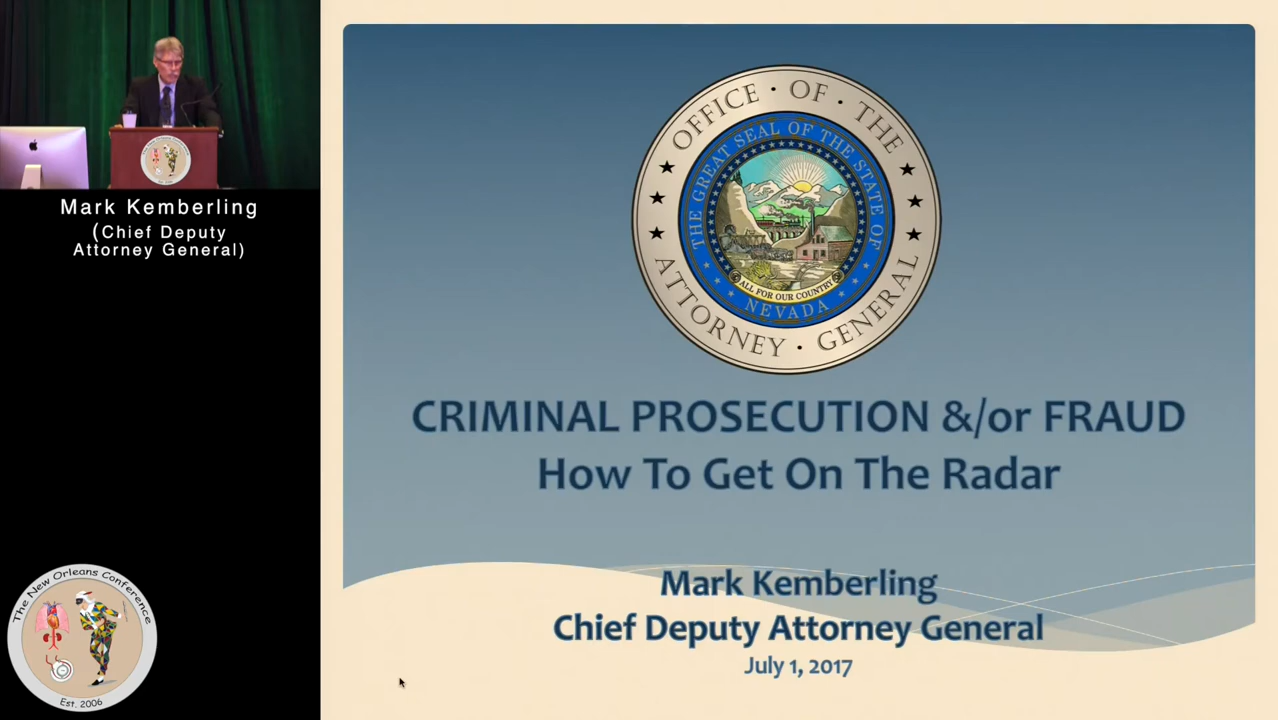 Mark Kemberling
(Chief Deputy
Attorney General)
The New Orleans Conference
Est. 2006
OFFICE · OF · THE
ATTORNEY · GENERAL
THE GREAT SEAL OF THE STATE OF
NEVADA
ALL FOR OUR COUNTRY
CRIMINAL PROSECUTION &/or FRAUD
How To Get On The Radar
Mark Kemberling
Chief Deputy Attorney General
July 1, 2017